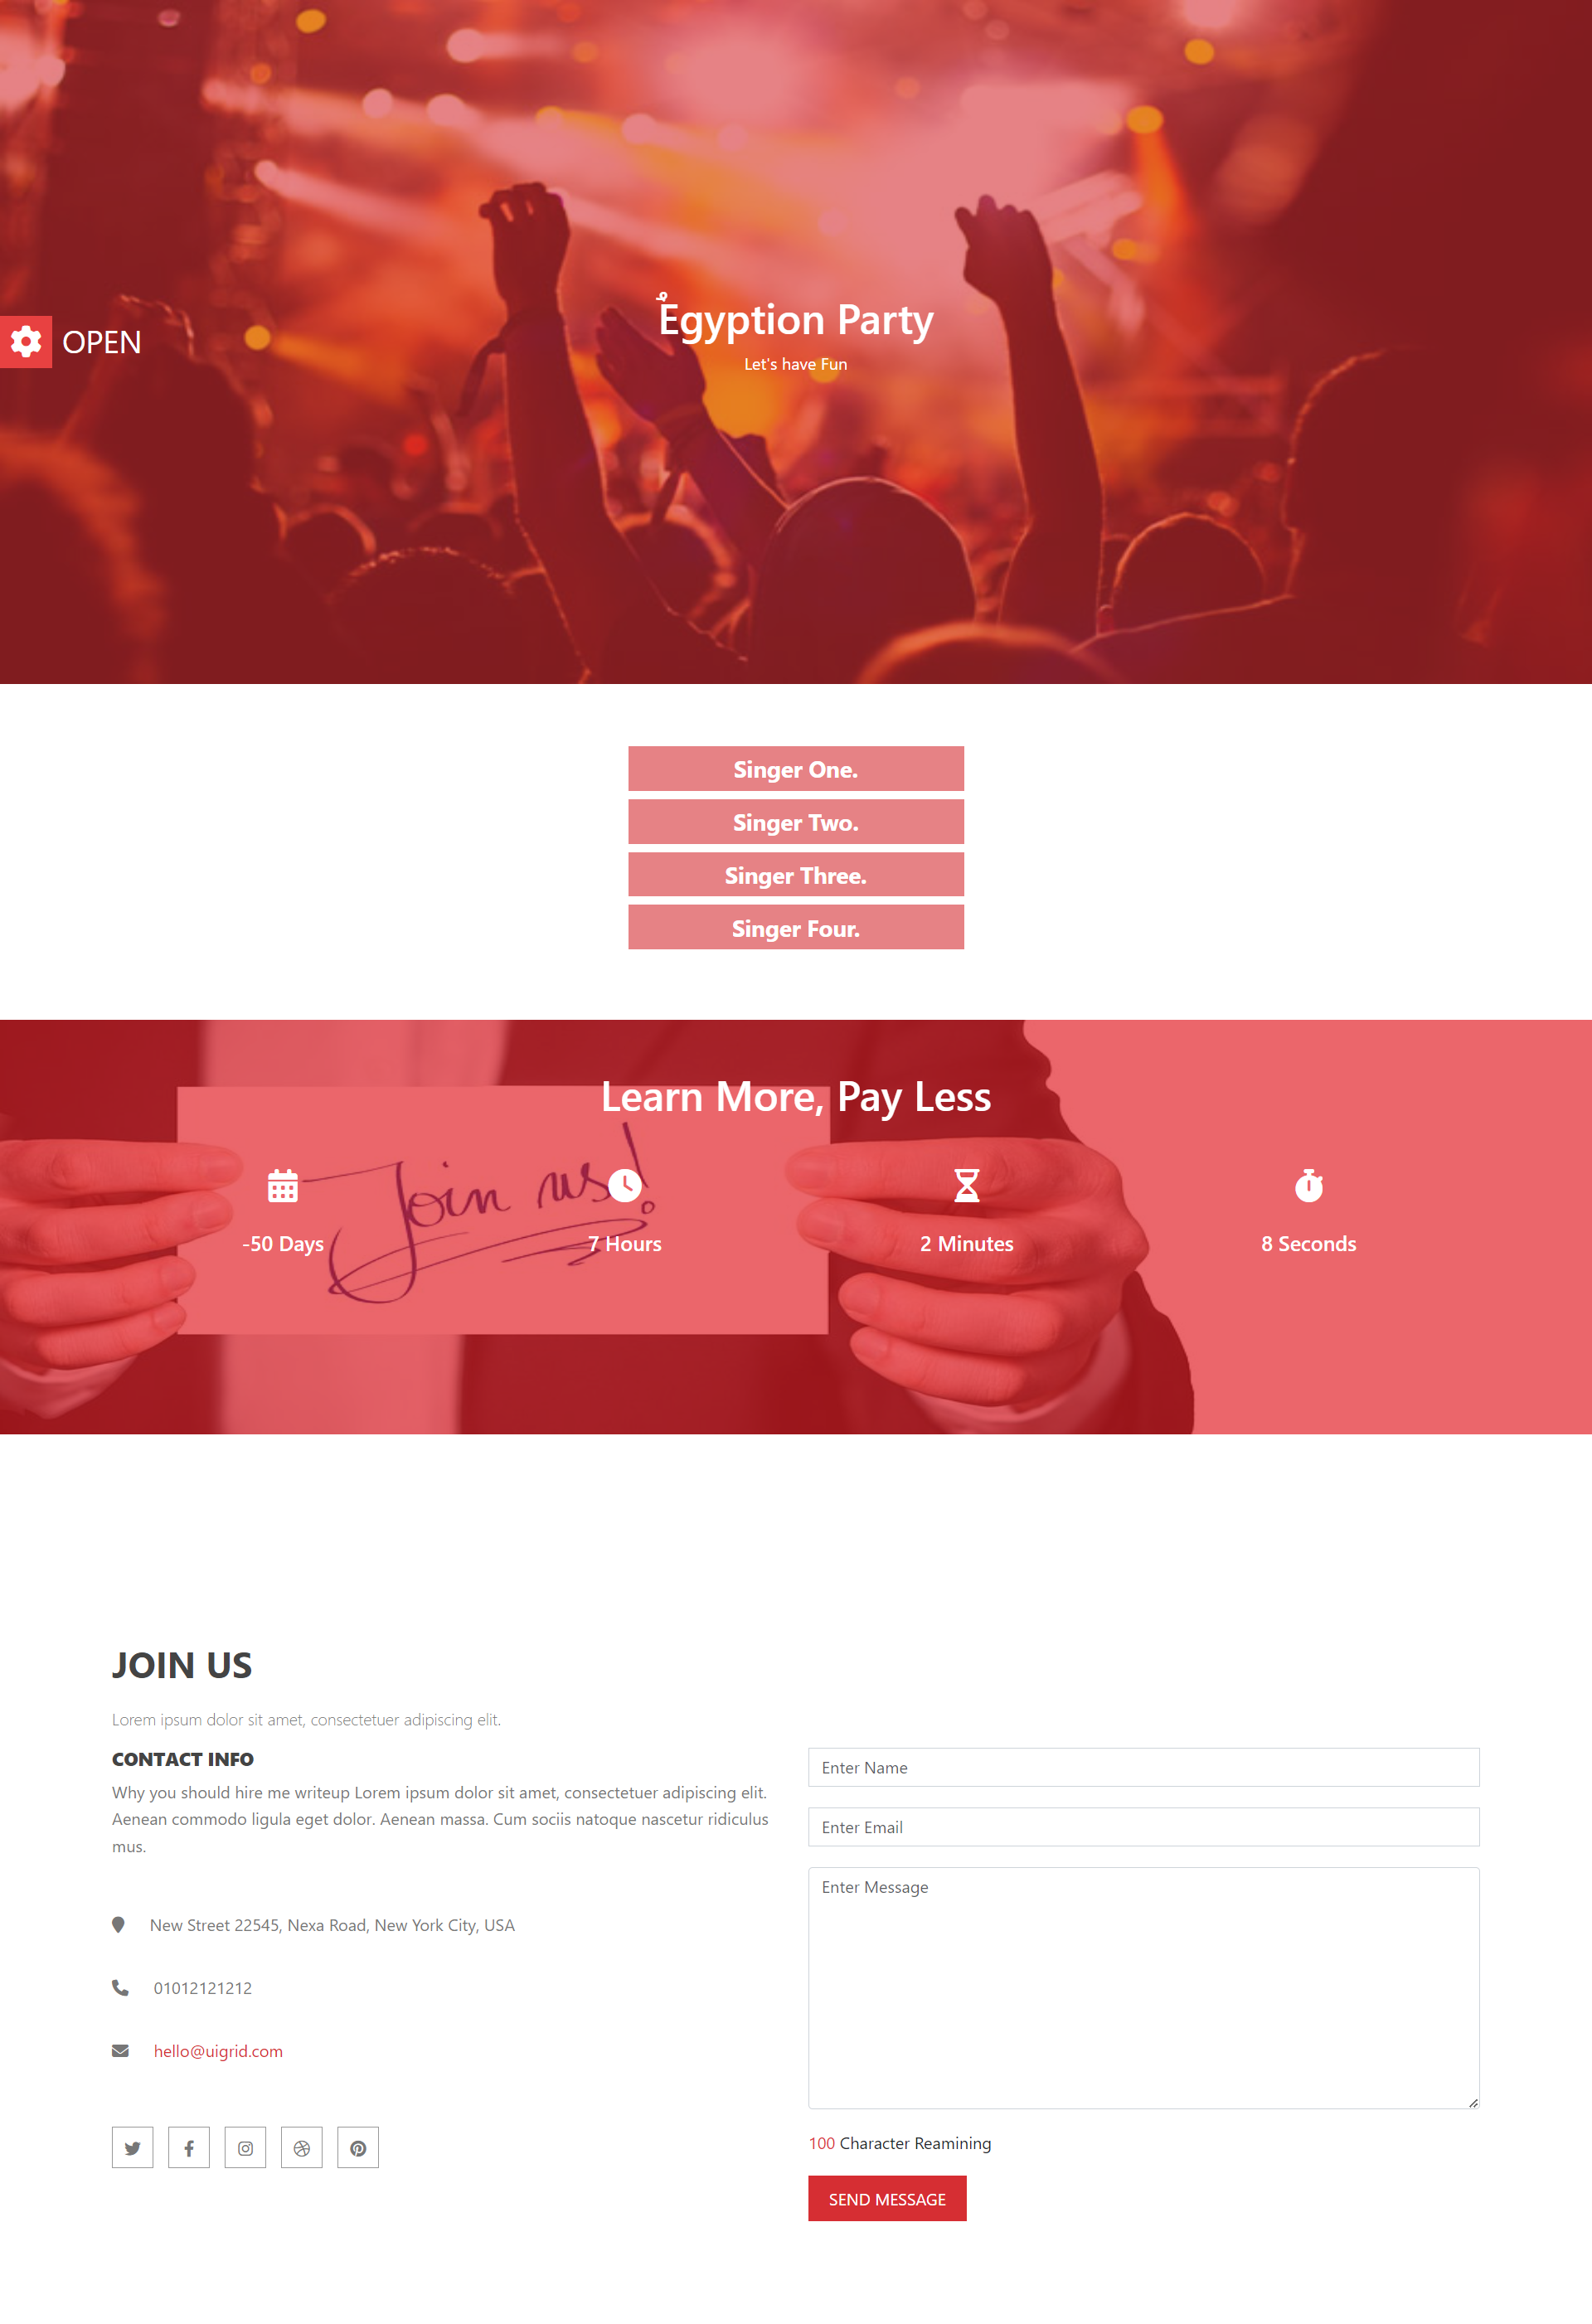 OPEN
Egyption Party
Let's have Fun
Singer One.
Singer Two.
Singer Three.
Singer Four.
Learn More, Pay Less
Join us!
-50 Days
7 Hours
2 Minutes
8 Seconds
JOIN US
Lorem ipsum dolor sit amet, consectetuer adipiscing elit.
CONTACT INFO
Why you should hire me writeup Lorem ipsum dolor sit amet, consectetuer adipiscing elit.
Aenean commodo ligula eget dolor. Aenean massa. Cum sociis natoque nascetur ridiculus
mus.
New Street 22545, Nexa Road, New York City, USA
01012121212
hello@uigrid.com
Enter Name
Enter Email
Enter Message
100 Character Reamining
SEND MESSAGE